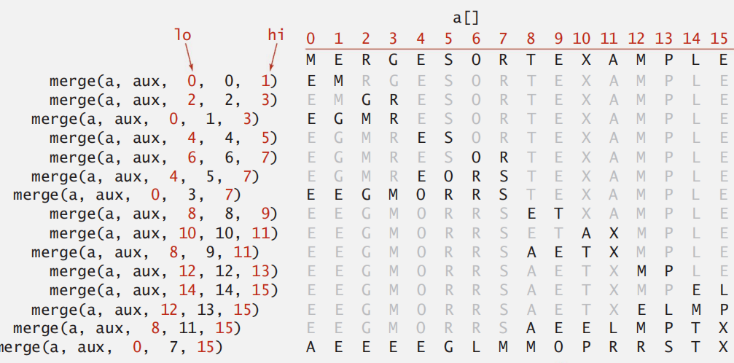 a[]
lo hi 0 1 2 3 4 5 6 7 8 9 10 11 12 13 14 15
M E R G E S O R T E X A M P L E
merge(a, aux, 0, 0, 1) E M R G E S O R T E X A M P L E
merge(a, aux, 2, 2, 3) E M G R E S O R T E X A M P L E
merge(a, aux, 0, 1, 3) E G M R E S O R T E X A M P L E
merge(a, aux, 4, 4, 5) E G M R E S O R T E X A M P L E
merge(a, aux, 6, 6, 7) E G M R E S O R T E X A M P L E
merge(a, aux, 4, 5, 7) E G M R E O R S T E X A M P L E
merge(a, aux, 0, 3, 7) E E G M O R R S T E X A M P L E
merge(a, aux, 8, 8, 9) E E G M O R R S E T X A M P L E
merge(a, aux, 10, 10, 11) E E G M O R R S E T A X M P L E
merge(a, aux, 8, 9, 11) E E G M O R R S A E T X M P L E
merge(a, aux, 12, 12, 13) E E G M O R R S A E T X M P L E
merge(a, aux, 14, 14, 15) E E G M O R R S A E T X M P E L
merge(a, aux, 12, 13, 15) E E G M O R R S A E T X E L M P
merge(a, aux, 8, 11, 15) E E G M O R R S A E E L M P T X
merge(a, aux, 0, 7, 15) A E E E E G L M M O P R R S T X